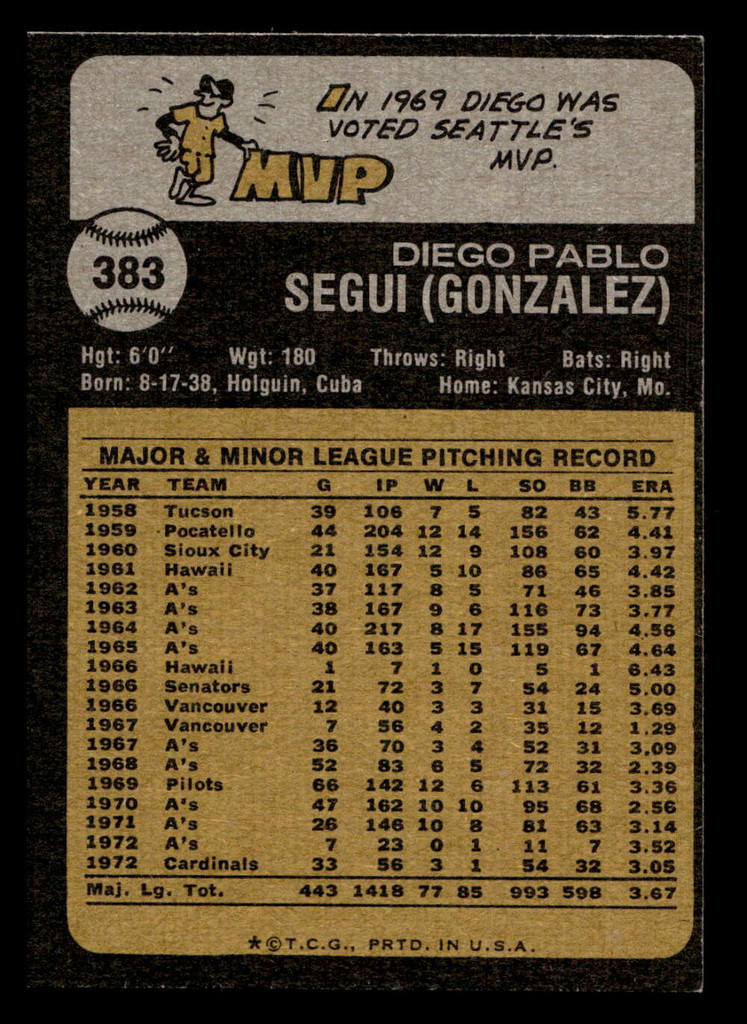 IN 1969 DIEGO WAS
VOTED SEATTLE'S
MVP.
MVP
383
DIEGO PABLO
SEGUI (GONZALEZ)
Hgt: 6'0" Wgt: 180 Throws: Right Bats: Right
Born: 8-17-38, Holguin, Cuba Home: Kansas City, Mo.
MAJOR & MINOR LEAGUE PITCHING RECORD
YEAR TEAM G IP W L SO BB ERA
1958 Tucson 39 106 7 5 82 43 5.77
1959 Pocatello 44 204 12 14 156 62 4.41
1960 Sioux City 21 154 12 9 108 60 3.97
1961 Hawaii 40 167 5 10 86 65 4.42
1962 A's 37 117 8 5 71 46 3.85
1963 A's 38 167 9 6 116 73 3.77
1964 A's 40 217 8 17 155 94 4.56
1965 A's 40 163 5 15 119 67 4.64
1966 Hawaii 1 7 1 0 5 1 6.43
1966 Senators 21 72 3 7 54 24 5.00
1966 Vancouver 12 40 3 3 31 15 3.69
1967 Vancouver 7 56 4 2 35 12 1.29
1967 A's 36 70 3 4 52 31 3.09
1968 A's 52 83 6 5 72 32 2.39
1969 Pilots 66 142 12 6 113 61 3.36
1970 A's 47 162 10 10 95 68 2.56
1971 A's 26 146 10 8 81 63 3.14
1972 A's 7 23 0 1 11 7 3.52
1972 Cardinals 33 56 3 1 54 32 3.05
Maj. Lg. Tot. 443 1418 77 85 993 598 3.67
*©T.C.G., PRTD. IN U.S.A.